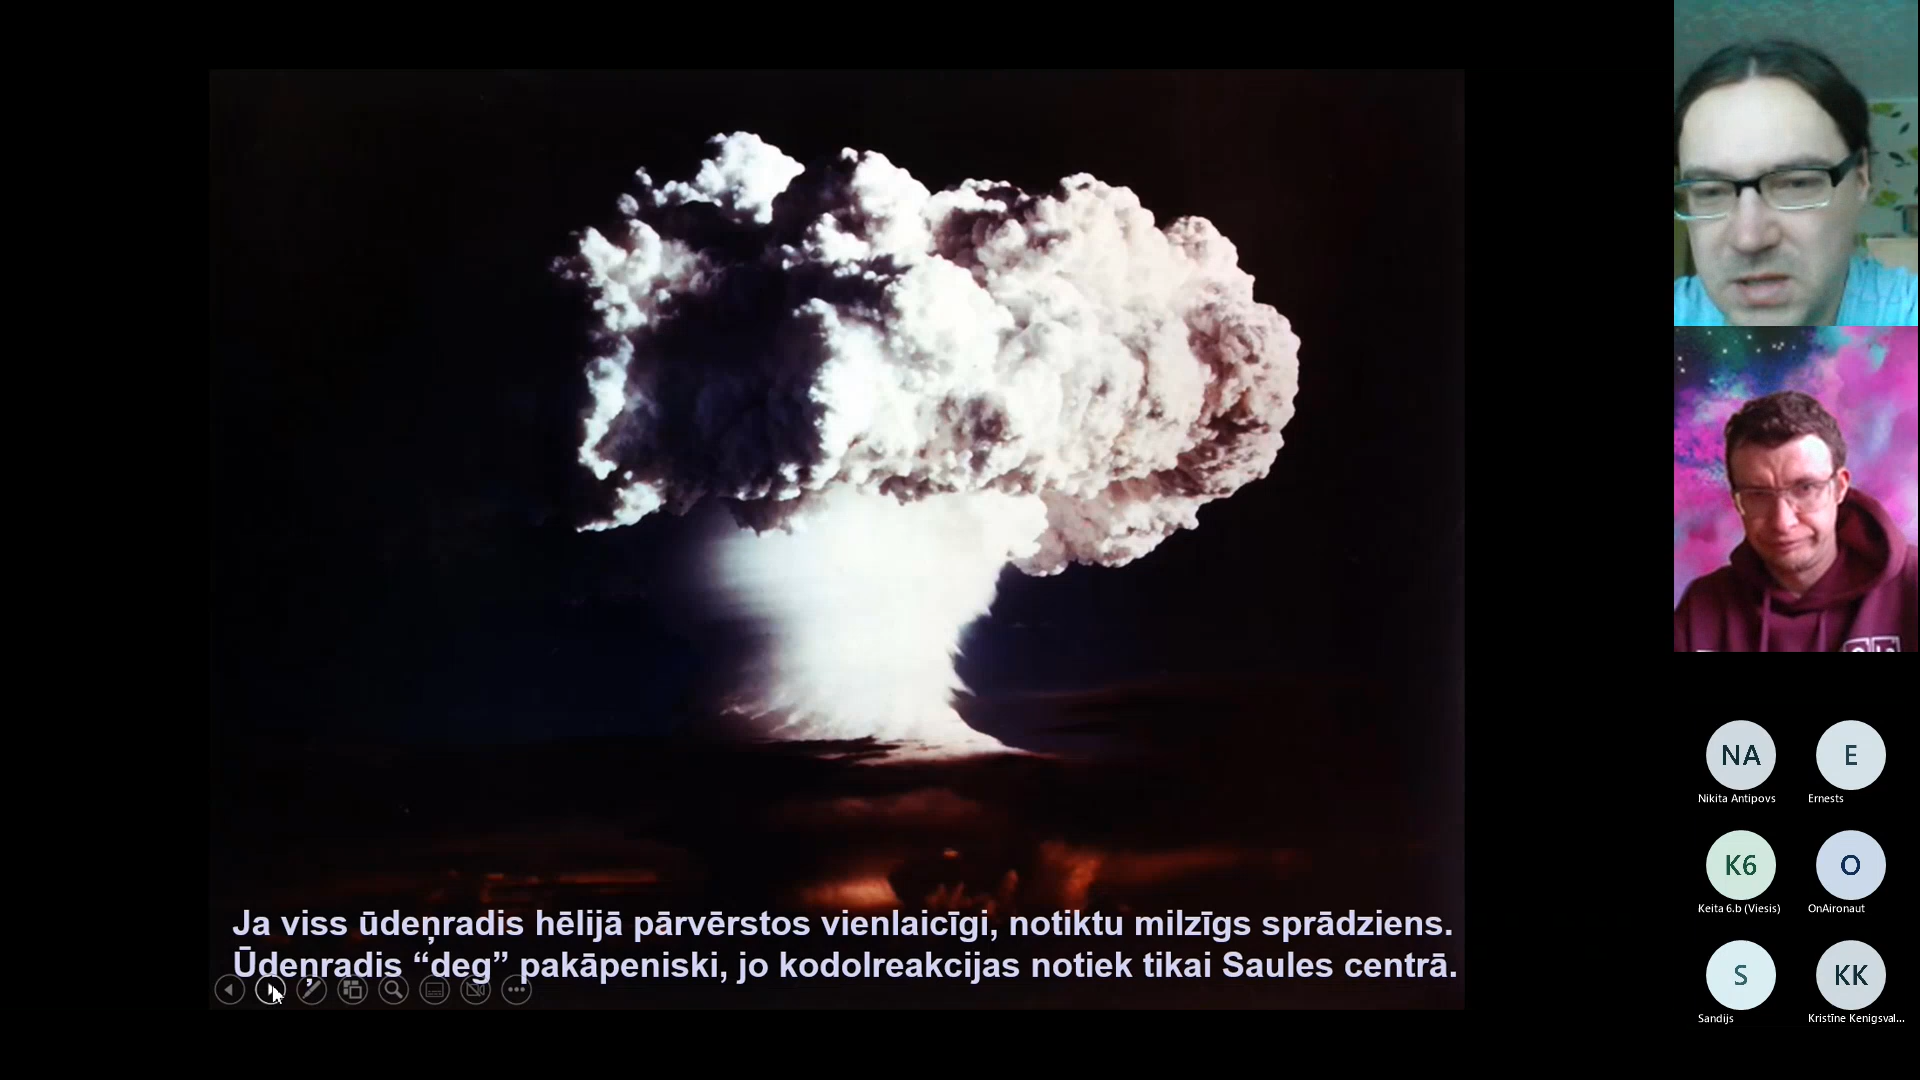 Ja viss ūdeņradis hēlijā pārvērstos vienlaicīgi, notiktu milzīgs sprādziens.
Ūdeņradis “deg” pakāpeniski, jo kodolreakcijas notiek tikai Saules centrā.
NA
E
Nikita Antipovs
Ernests
K6
O
Keita 6.b (Viesis)
OnAironaut
S
KK
Sandijs
Kristīne Kenigsval...